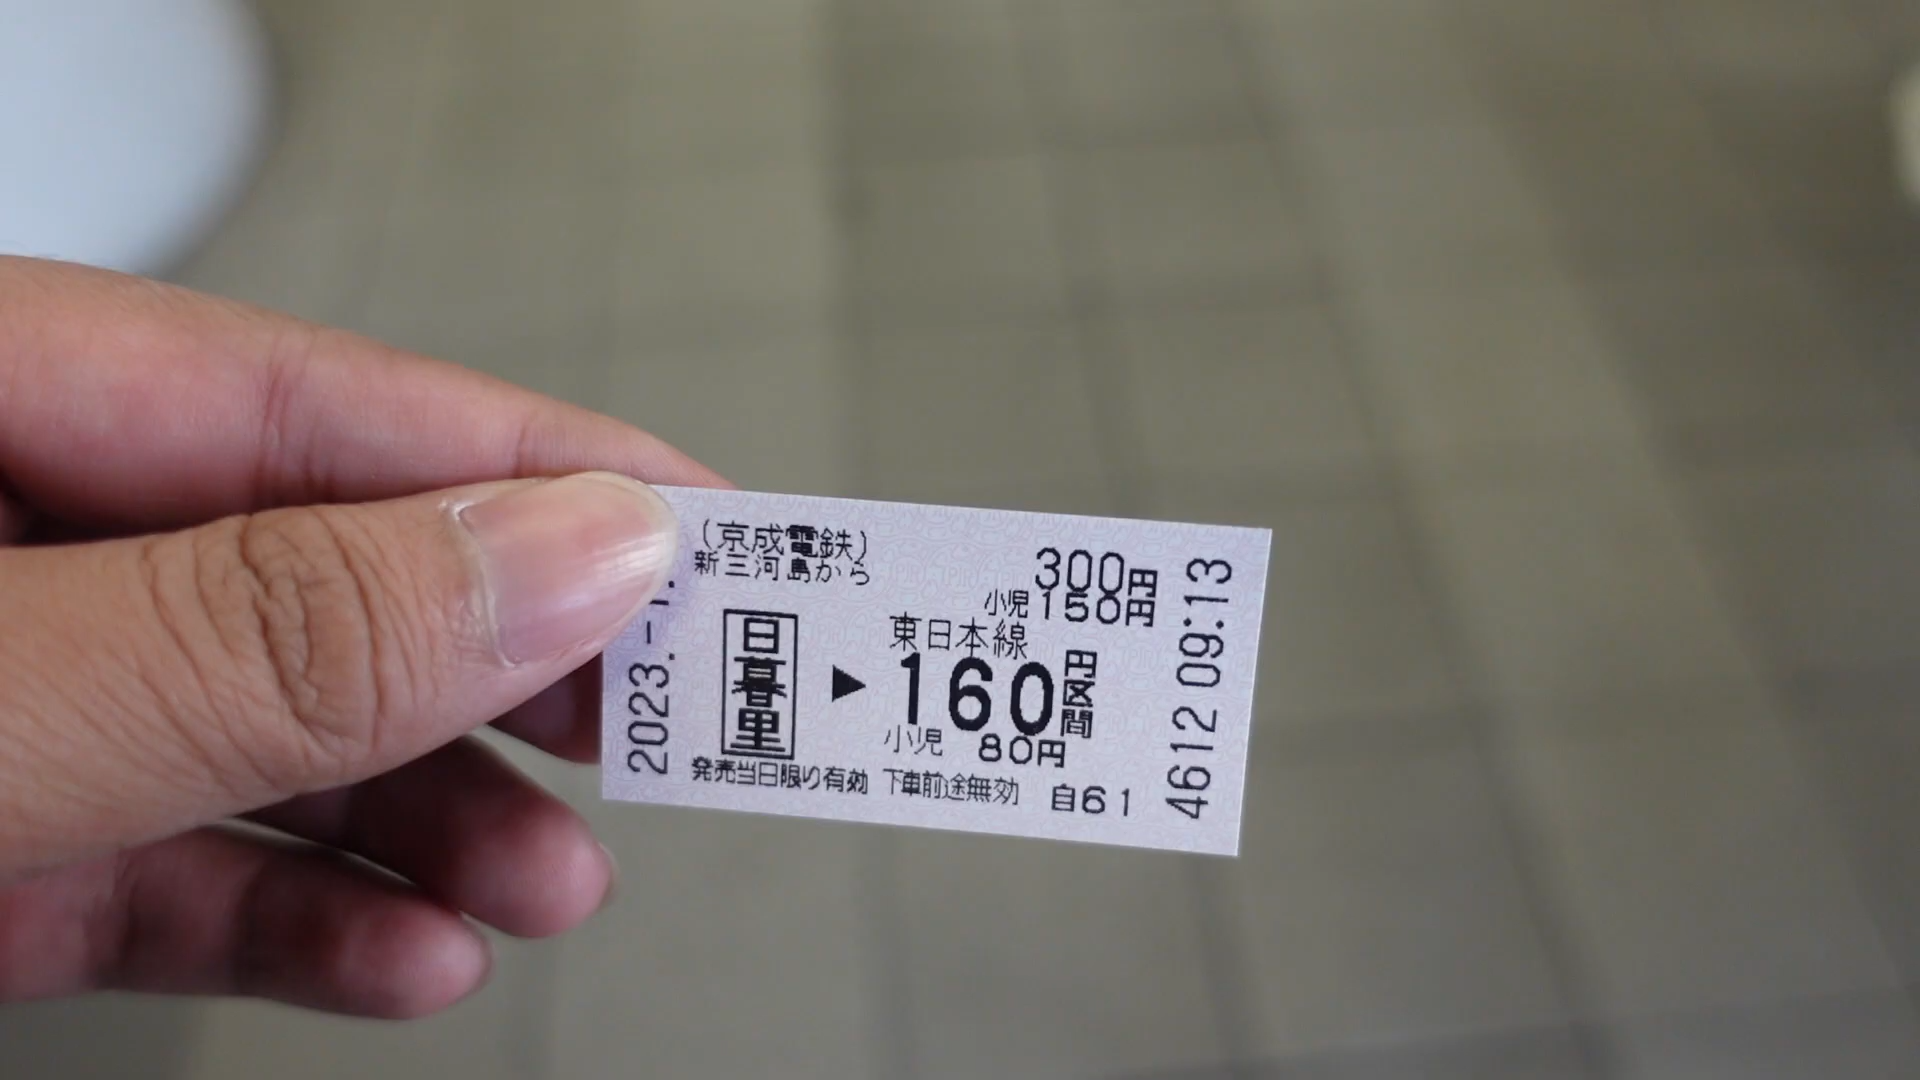 (京成電鉄)
新三河島から
300円
小児150円
日暮里
▶
東日本線
160円区間
小児 80円
発売当日限り有効 下車前途無効 自61
2023.-1.
4612 09:13